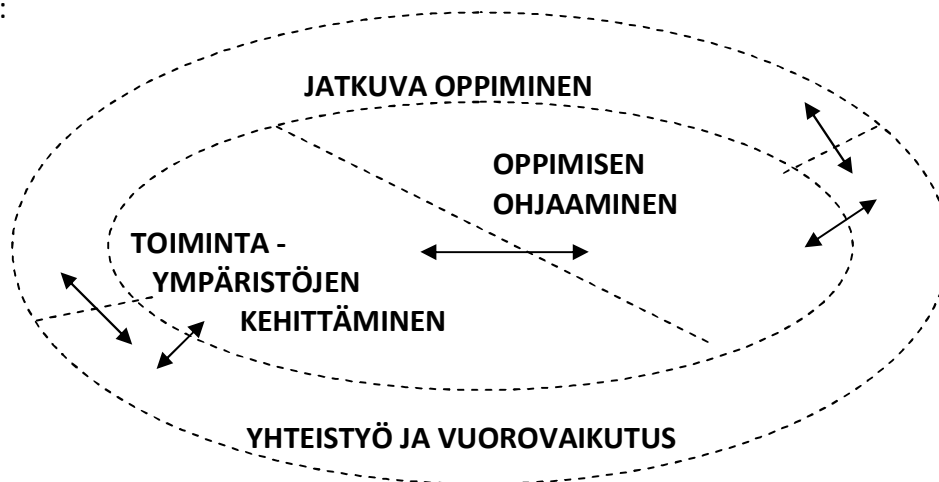 :
JATKUVA OPPIMINEN
OPPIMISEN
OHJAAMINEN
TOIMINTA -
YMPÄRISTÖJEN
KEHITTÄMINEN
YHTEISTYÖ JA VUOROVAIKUTUS